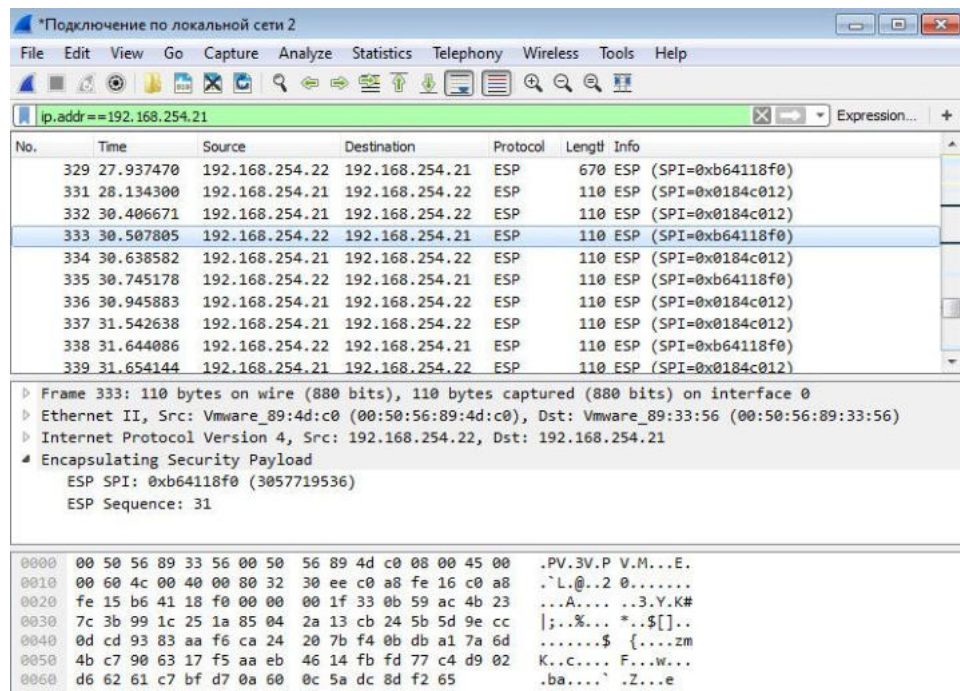 *Подключение по локальной сети 2
File Edit View Go Capture Analyze Statistics Telephony Wireless Tools Help
ip.addr==192.168.254.21 Expression... +
No. Time Source Destination Protocol Lengtl Info
329 27.937470 192.168.254.22 192.168.254.21 ESP 670 ESP (SPI=0xb64118f0)
331 28.134300 192.168.254.21 192.168.254.22 ESP 110 ESP (SPI=0x0184c012)
332 30.406671 192.168.254.21 192.168.254.22 ESP 110 ESP (SPI=0x0184c012)
333 30.507805 192.168.254.22 192.168.254.21 ESP 110 ESP (SPI=0xb64118f0)
334 30.638582 192.168.254.21 192.168.254.22 ESP 110 ESP (SPI=0x0184c012)
335 30.745178 192.168.254.22 192.168.254.21 ESP 110 ESP (SPI=0xb64118f0)
336 30.945883 192.168.254.21 192.168.254.22 ESP 110 ESP (SPI=0x0184c012)
337 31.542638 192.168.254.21 192.168.254.22 ESP 110 ESP (SPI=0x0184c012)
338 31.644086 192.168.254.22 192.168.254.21 ESP 110 ESP (SPI=0xb64118f0)
339 31.654144 192.168.254.21 192.168.254.22 ESP 110 ESP (SPI=0x0184c012)
Frame 333: 110 bytes on wire (880 bits), 110 bytes captured (880 bits) on interface 0
Ethernet II, Src: Vmware_89:4d:c0 (00:50:56:89:4d:c0), Dst: Vmware_89:33:56 (00:50:56:89:33:56)
Internet Protocol Version 4, Src: 192.168.254.22, Dst: 192.168.254.21
Encapsulating Security Payload
ESP SPI: 0xb64118f0 (3057719536)
ESP Sequence: 31
0000 00 50 56 89 33 56 00 50 56 89 4d c0 08 00 45 00 .PV.3V.P V.M...E.
0010 00 60 4c 00 40 00 80 32 30 ee c0 a8 fe 16 c0 a8 .`L.@..2 0.......
0020 fe 15 b6 41 18 f0 00 00 00 1f 33 0b 59 ac 4b 23 ...A.... ..3.Y.K#
0030 7c 3b 99 1c 25 1a 85 04 2a 13 cb 24 5b 5d 9e cc |;..%... *..$[]..
0040 0d cd 93 83 aa f6 ca 24 20 7b f4 0b db a1 7a 6d .......$ {....zm
0050 4b c7 90 63 17 f5 aa eb 46 14 fb fd 77 c4 d9 02 K..c.... F...w...
0060 d6 62 61 c7 bf d7 0a 60 0c 5a dc 8d f2 65 .ba....` .Z...e